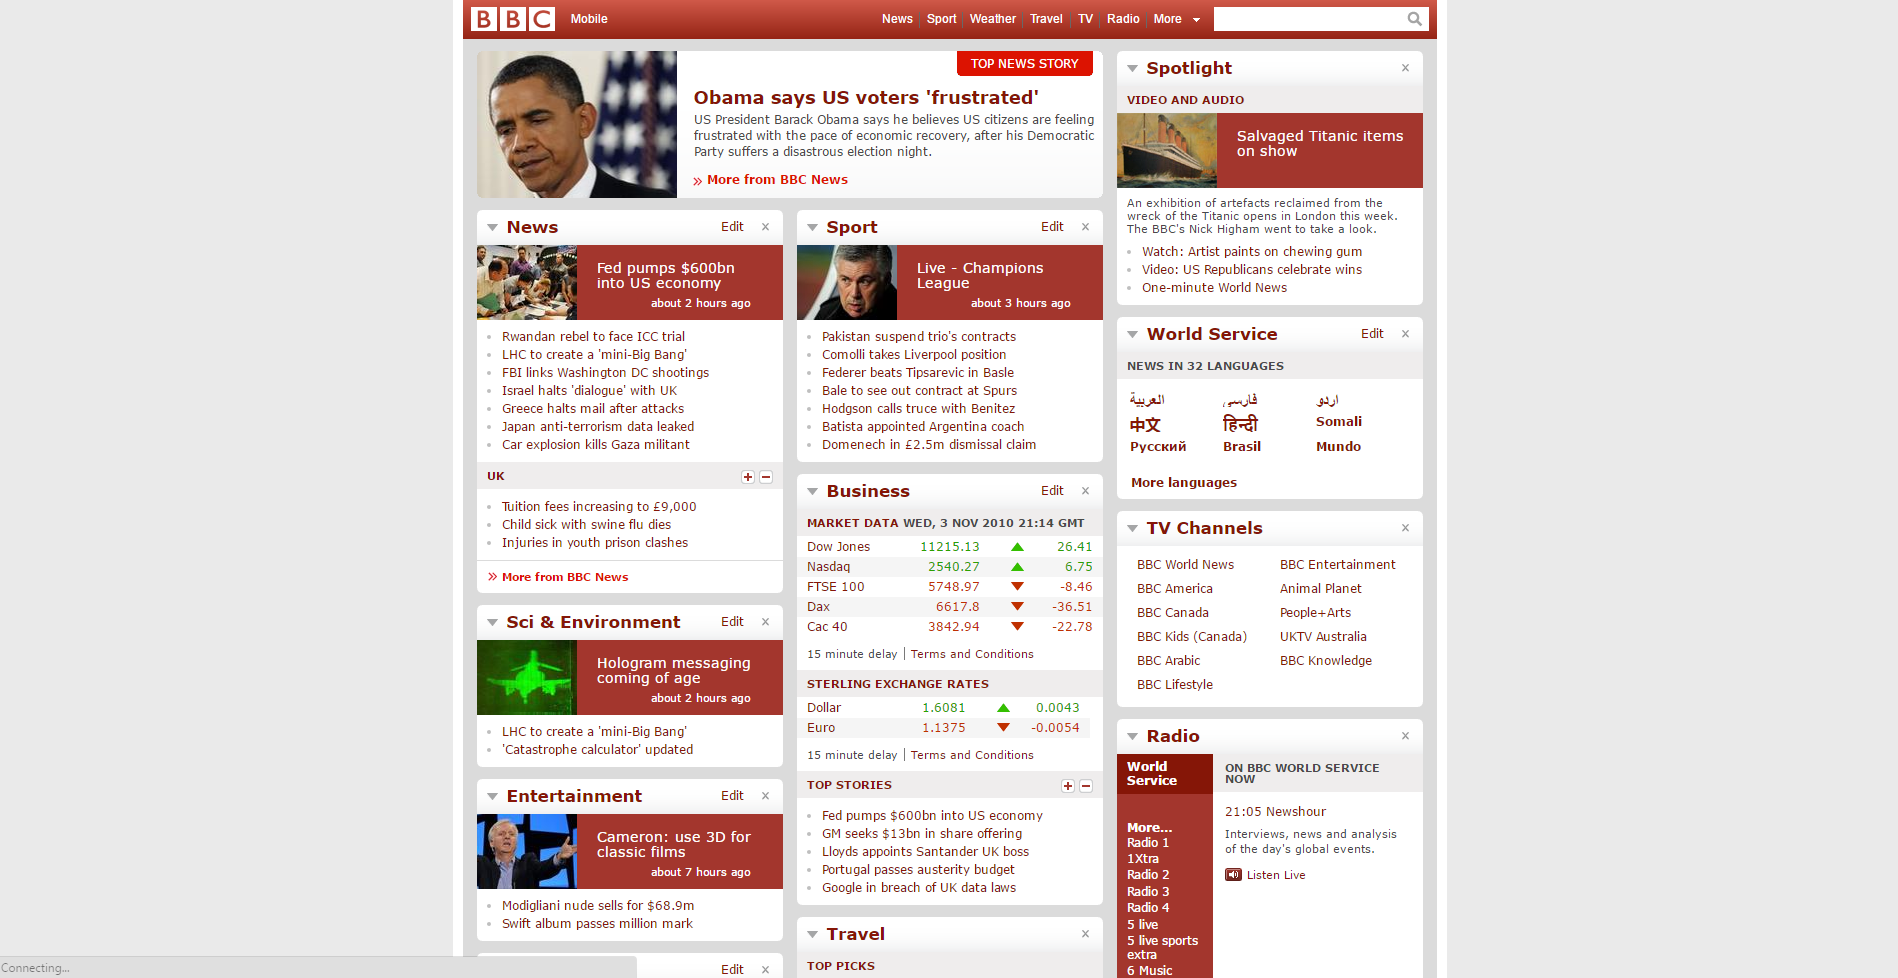 BBC
Mobile
News
Sport
Weather
Travel
TV
Radio
More
TOP NEWS STORY
Obama says US voters 'frustrated'
US President Barack Obama says he believes US citizens are feeling
frustrated with the pace of economic recovery, after his Democratic
Party suffers a disastrous election night.
» More from BBC News
News
Edit
×
Fed pumps $600bn
into US economy
about 2 hours ago
Rwandan rebel to face ICC trial
LHC to create a 'mini-Big Bang'
FBI links Washington DC shootings
Israel halts 'dialogue' with UK
Greece halts mail after attacks
Japan anti-terrorism data leaked
Car explosion kills Gaza militant
UK
Tuition fees increasing to £9,000
Child sick with swine flu dies
Injuries in youth prison clashes
» More from BBC News
Sci & Environment
Edit
×
Hologram messaging
coming of age
about 2 hours ago
LHC to create a 'mini-Big Bang'
'Catastrophe calculator' updated
Entertainment
Edit
×
Cameron: use 3D for
classic films
about 7 hours ago
Modigliani nude sells for $68.9m
Swift album passes million mark
Edit
×
Connecting...
Sport
Edit
×
Live - Champions
League
about 3 hours ago
Pakistan suspend trio's contracts
Comolli takes Liverpool position
Federer beats Tipsarevic in Basle
Bale to see out contract at Spurs
Hodgson calls truce with Benitez
Batista appointed Argentina coach
Domenech in £2.5m dismissal claim
Business
Edit
×
MARKET DATA WED, 3 NOV 2010 21:14 GMT
Dow Jones 11215.13 26.41
Nasdaq 2540.27 6.75
FTSE 100 5748.97 -8.46
Dax 6617.8 -36.51
Cac 40 3842.94 -22.78
15 minute delay | Terms and Conditions
STERLING EXCHANGE RATES
Dollar 1.6081 0.0043
Euro 1.1375 -0.0054
15 minute delay | Terms and Conditions
TOP STORIES
Fed pumps $600bn into US economy
GM seeks $13bn in share offering
Lloyds appoints Santander UK boss
Portugal passes austerity budget
Google in breach of UK data laws
Travel
×
TOP PICKS
Spotlight
×
VIDEO AND AUDIO
Salvaged Titanic items
on show
An exhibition of artefacts reclaimed from the
wreck of the Titanic opens in London this week.
The BBC's Nick Higham went to take a look.
Watch: Artist paints on chewing gum
Video: US Republicans celebrate wins
One-minute World News
World Service
Edit
×
NEWS IN 32 LANGUAGES
العربية
فارسی
اردو
中文
हिन्दी
Somali
Русский
Brasil
Mundo
More languages
TV Channels
×
BBC World News
BBC Entertainment
BBC America
Animal Planet
BBC Canada
People+Arts
BBC Kids (Canada)
UKTV Australia
BBC Arabic
BBC Knowledge
BBC Lifestyle
Radio
×
World
Service
More...
Radio 1
1Xtra
Radio 2
Radio 3
Radio 4
5 live
5 live sports
extra
6 Music
ON BBC WORLD SERVICE
NOW
21:05 Newshour
Interviews, news and analysis
of the day's global events.
Listen Live